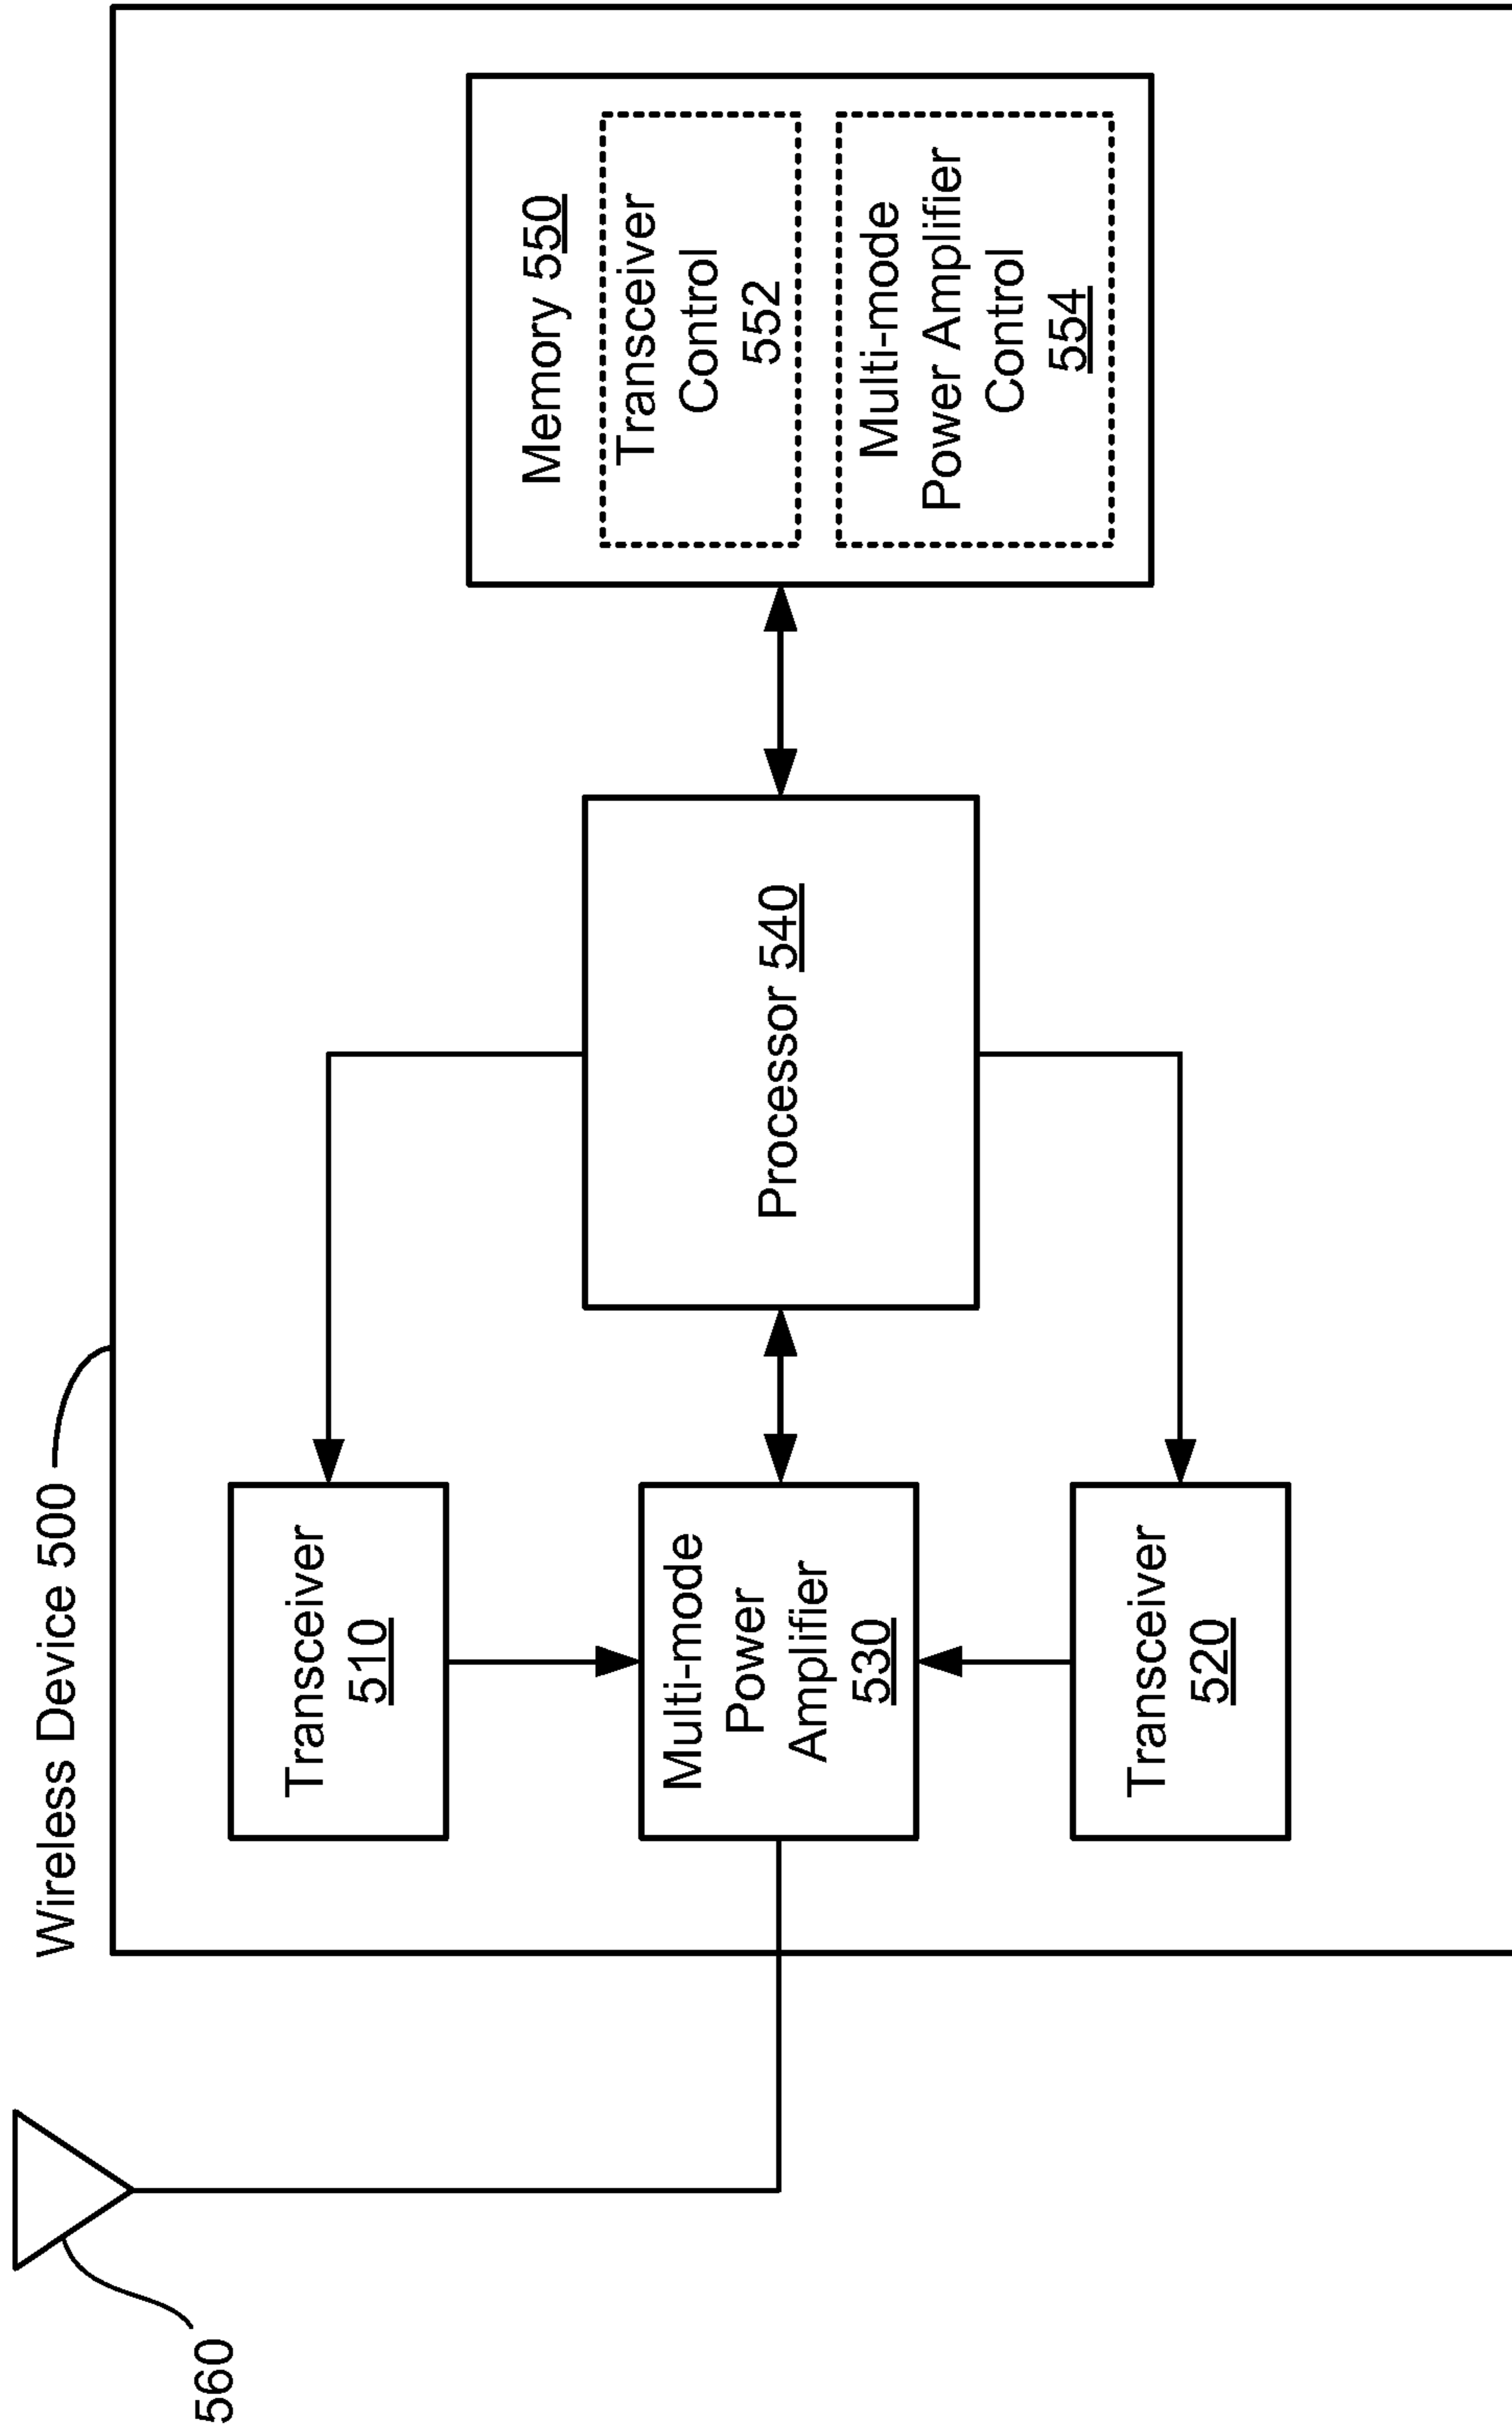 Wireless Device 500
560
Transceiver
510
Multi-mode
Power
Amplifier
530
Transceiver
520
Processor 540
Memory 550
Transceiver
Control
552
Multi-mode
Power Amplifier
Control
554